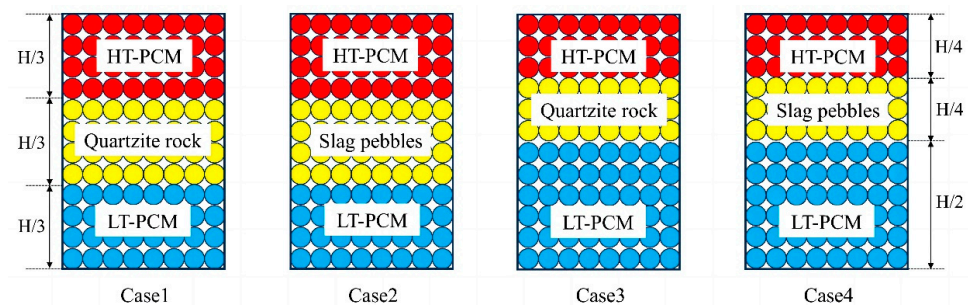 H/3
H/3
H/3
HT-PCM
Quartzite rock
LT-PCM
Case1
HT-PCM
Slag pebbles
LT-PCM
Case2
HT-PCM
Quartzite rock
LT-PCM
Case3
HT-PCM
Slag pebbles
LT-PCM
Case4
H/4
H/4
H/2